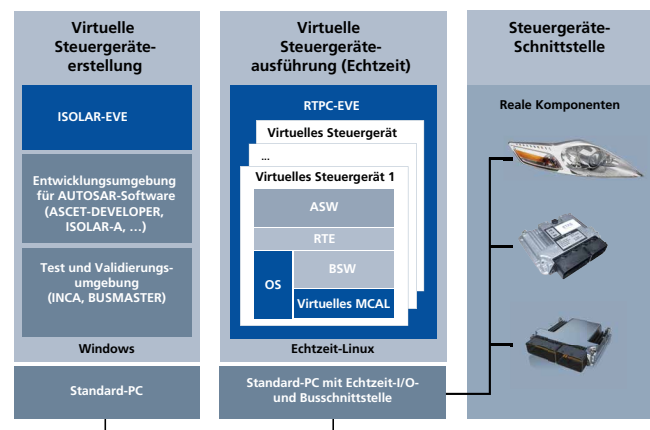 Virtuelle
Steuergeräte-
erstellung
ISOLAR-EVE
Entwicklungsumgebung
für AUTOSAR-Software
(ASCET-DEVELOPER,
ISOLAR-A, ...)
Test und Validierungs-
umgebung
(INCA, BUSMASTER)
Windows
Standard-PC
Virtuelle
Steuergeräte-
ausführung (Echtzeit)
RTPC-EVE
Virtuelles Steuergerät
...
Virtuelles Steuergerät 1
ASW
RTE
OS
BSW
Virtuelles MCAL
Echtzeit-Linux
Standard-PC mit Echtzeit-I/O-
und Busschnittstelle
Steuergeräte-
Schnittstelle
Reale Komponenten